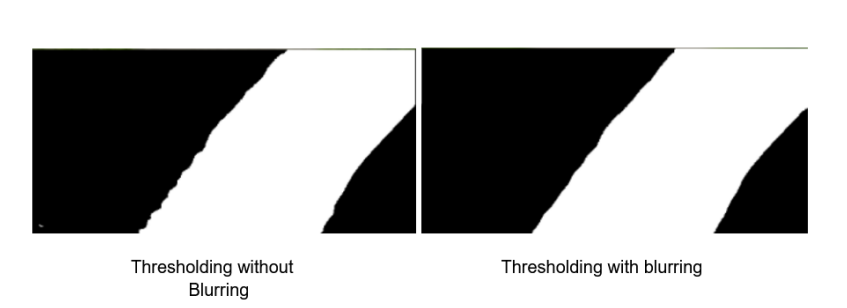 Thresholding without
Blurring
Thresholding with blurring